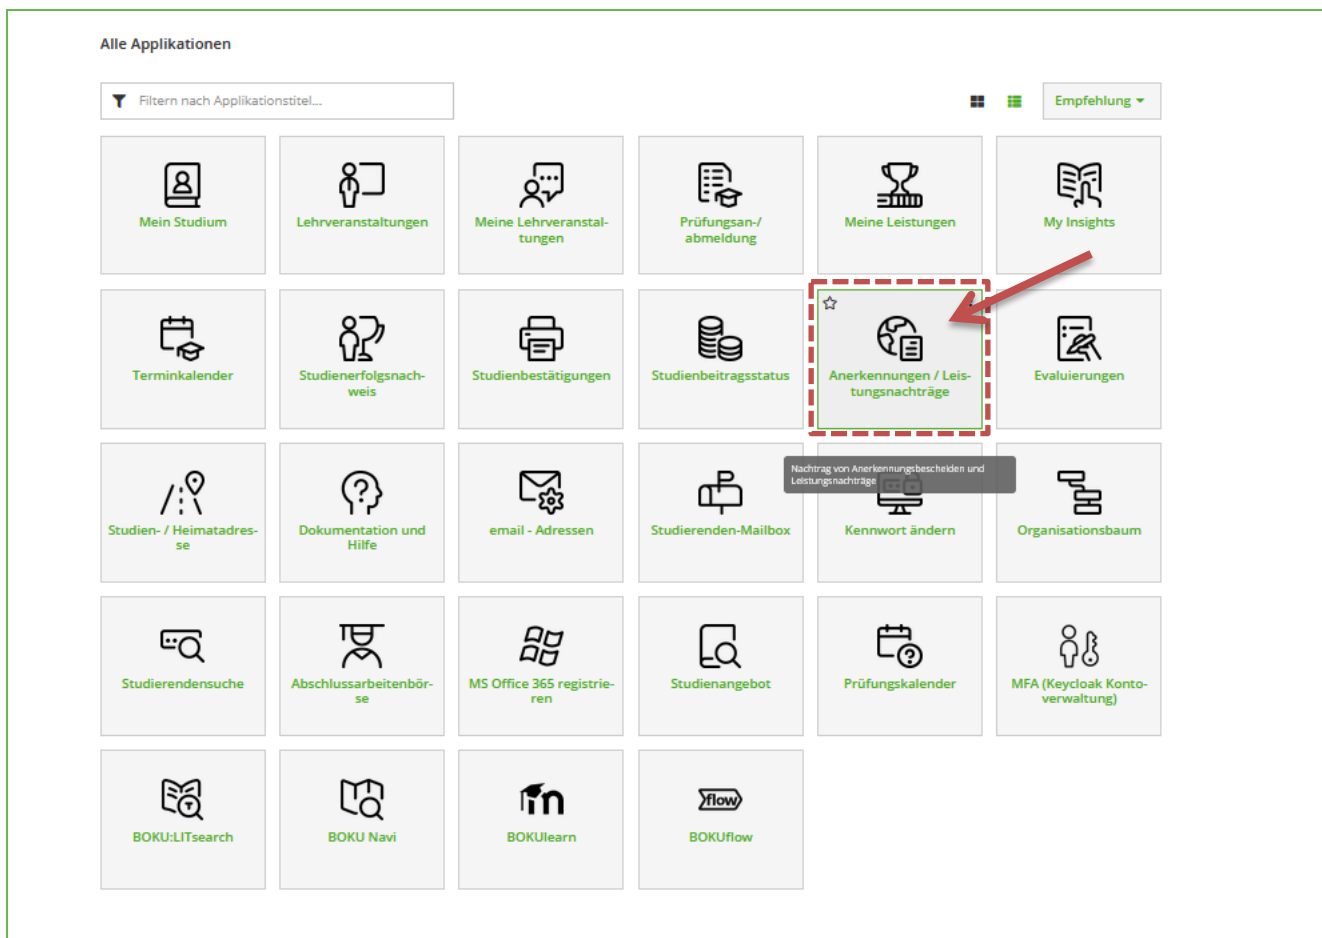 Alle Applikationen
Filtern nach Applikationstitel...
Empfehlung
Mein Studium
Lehrveranstaltungen
Meine Lehrveranstal-
tungen
Prüfungsan-/
abmeldung
Meine Leistungen
My Insights
Terminkalender
Studienerfolgsnach-
weis
Studienbestätigungen
Studienbeitragsstatus
Anerkennungen / Leis-
tungsnachträge
Evaluierungen
Nachtrag von Anerkennungsbescheiden und
Leistungsnachträge
Studien- / Heimatadres-
se
Dokumentation und
Hilfe
email - Adressen
Studierenden-Mailbox
Kennwort ändern
Organisationsbaum
Studierendensuche
Abschlussarbeitenbör-
se
MS Office 365 registrie-
ren
Studienangebot
Prüfungskalender
MFA (Keycloak Konto-
verwaltung)
BOKU:LITsearch
BOKU Navi
BOKUlearn
flow
BOKUflow